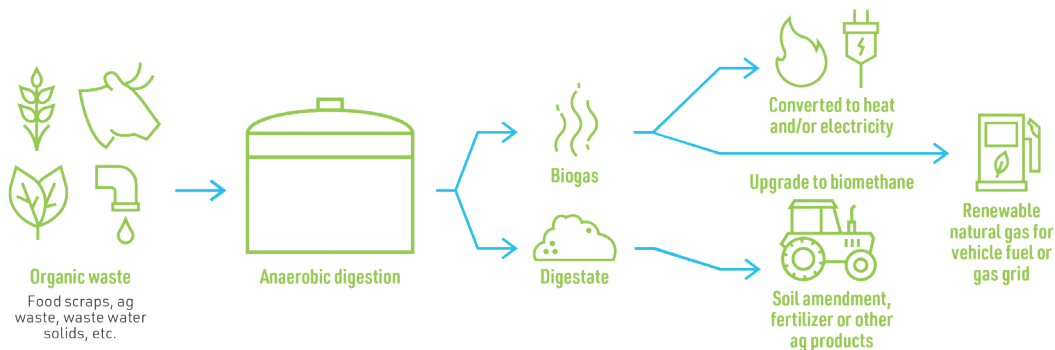 Organic waste
Food scraps, ag
waste, waste water
solids, etc.
Anaerobic digestion
Biogas
Digestate
Converted to heat
and/or electricity
Upgrade to biomethane
Soil amendment,
fertilizer or other
ag products
Renewable
natural gas for
vehicle fuel or
gas grid